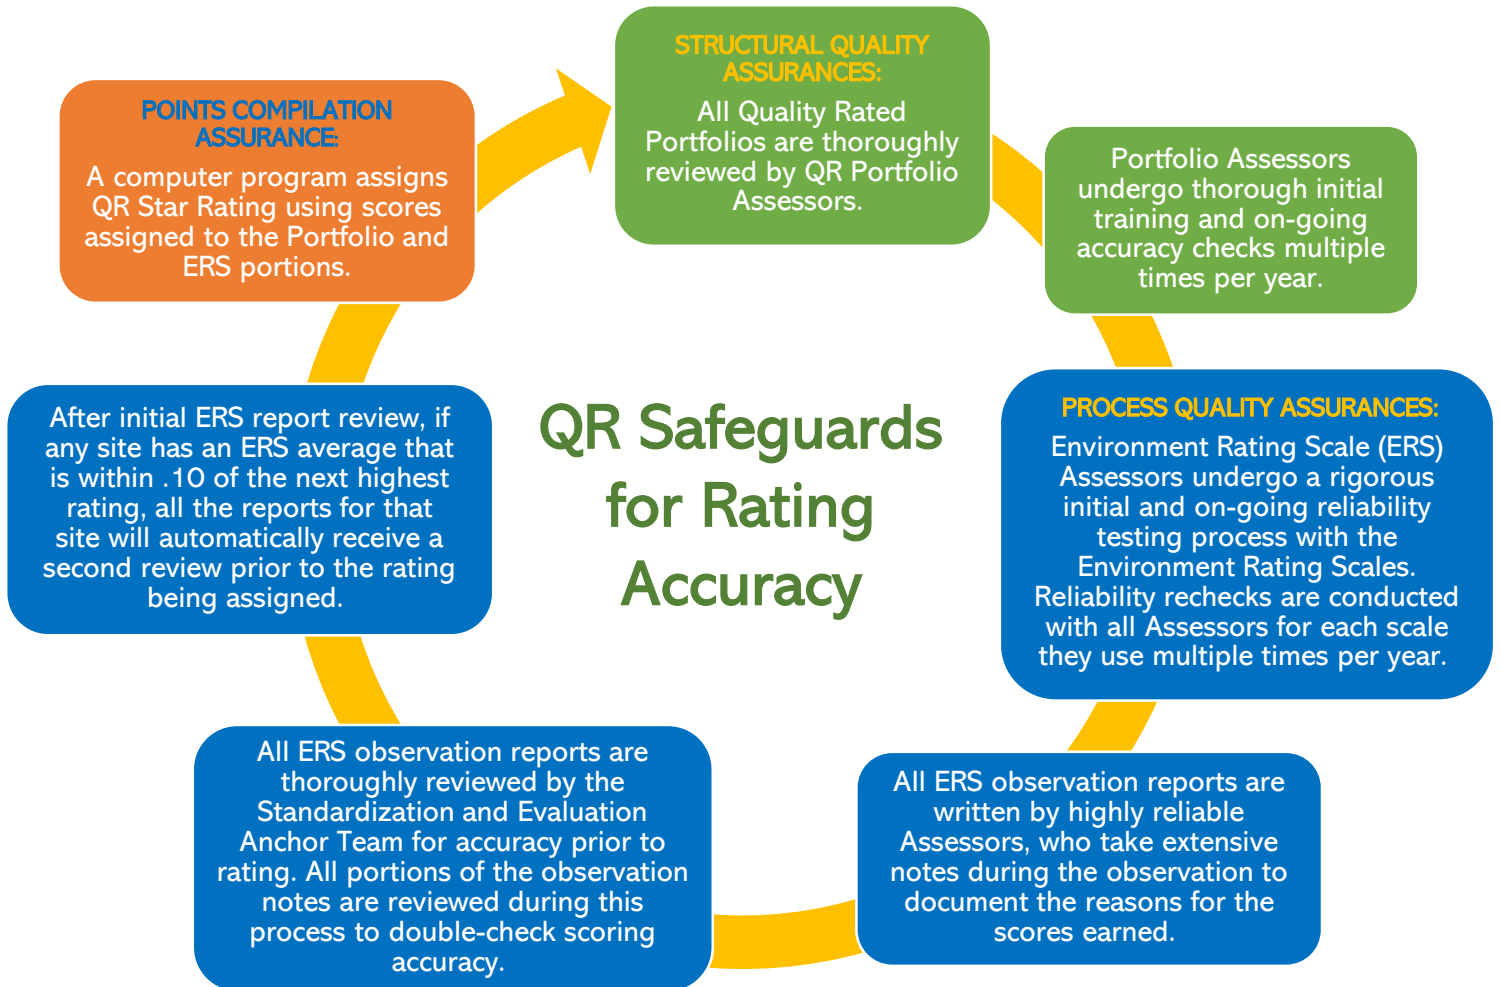 STRUCTURAL QUALITY
ASSURANCES:
All Quality Rated
Portfolios are thoroughly
reviewed by QR Portfolio
Assessors.
Portfolio Assessors
undergo thorough initial
training and on-going
accuracy checks multiple
times per year.
PROCESS QUALITY ASSURANCES:
Environment Rating Scale (ERS)
Assessors undergo a rigorous
initial and on-going reliability
testing process with the
Environment Rating Scales.
Reliability rechecks are conducted
with all Assessors for each scale
they use multiple times per year.
All ERS observation reports are
written by highly reliable
Assessors, who take extensive
notes during the observation to
document the reasons for the
scores earned.
All ERS observation reports are
thoroughly reviewed by the
Standardization and Evaluation
Anchor Team for accuracy prior to
rating. All portions of the observation
notes are reviewed during this
process to double-check scoring
accuracy.
After initial ERS report review, if
any site has an ERS average that
is within .10 of the next highest
rating, all the reports for that
site will automatically receive a
second review prior to the rating
being assigned.
POINTS COMPILATION
ASSURANCE:
A computer program assigns
QR Star Rating using scores
assigned to the Portfolio and
ERS portions.
QR Safeguards
for Rating
Accuracy